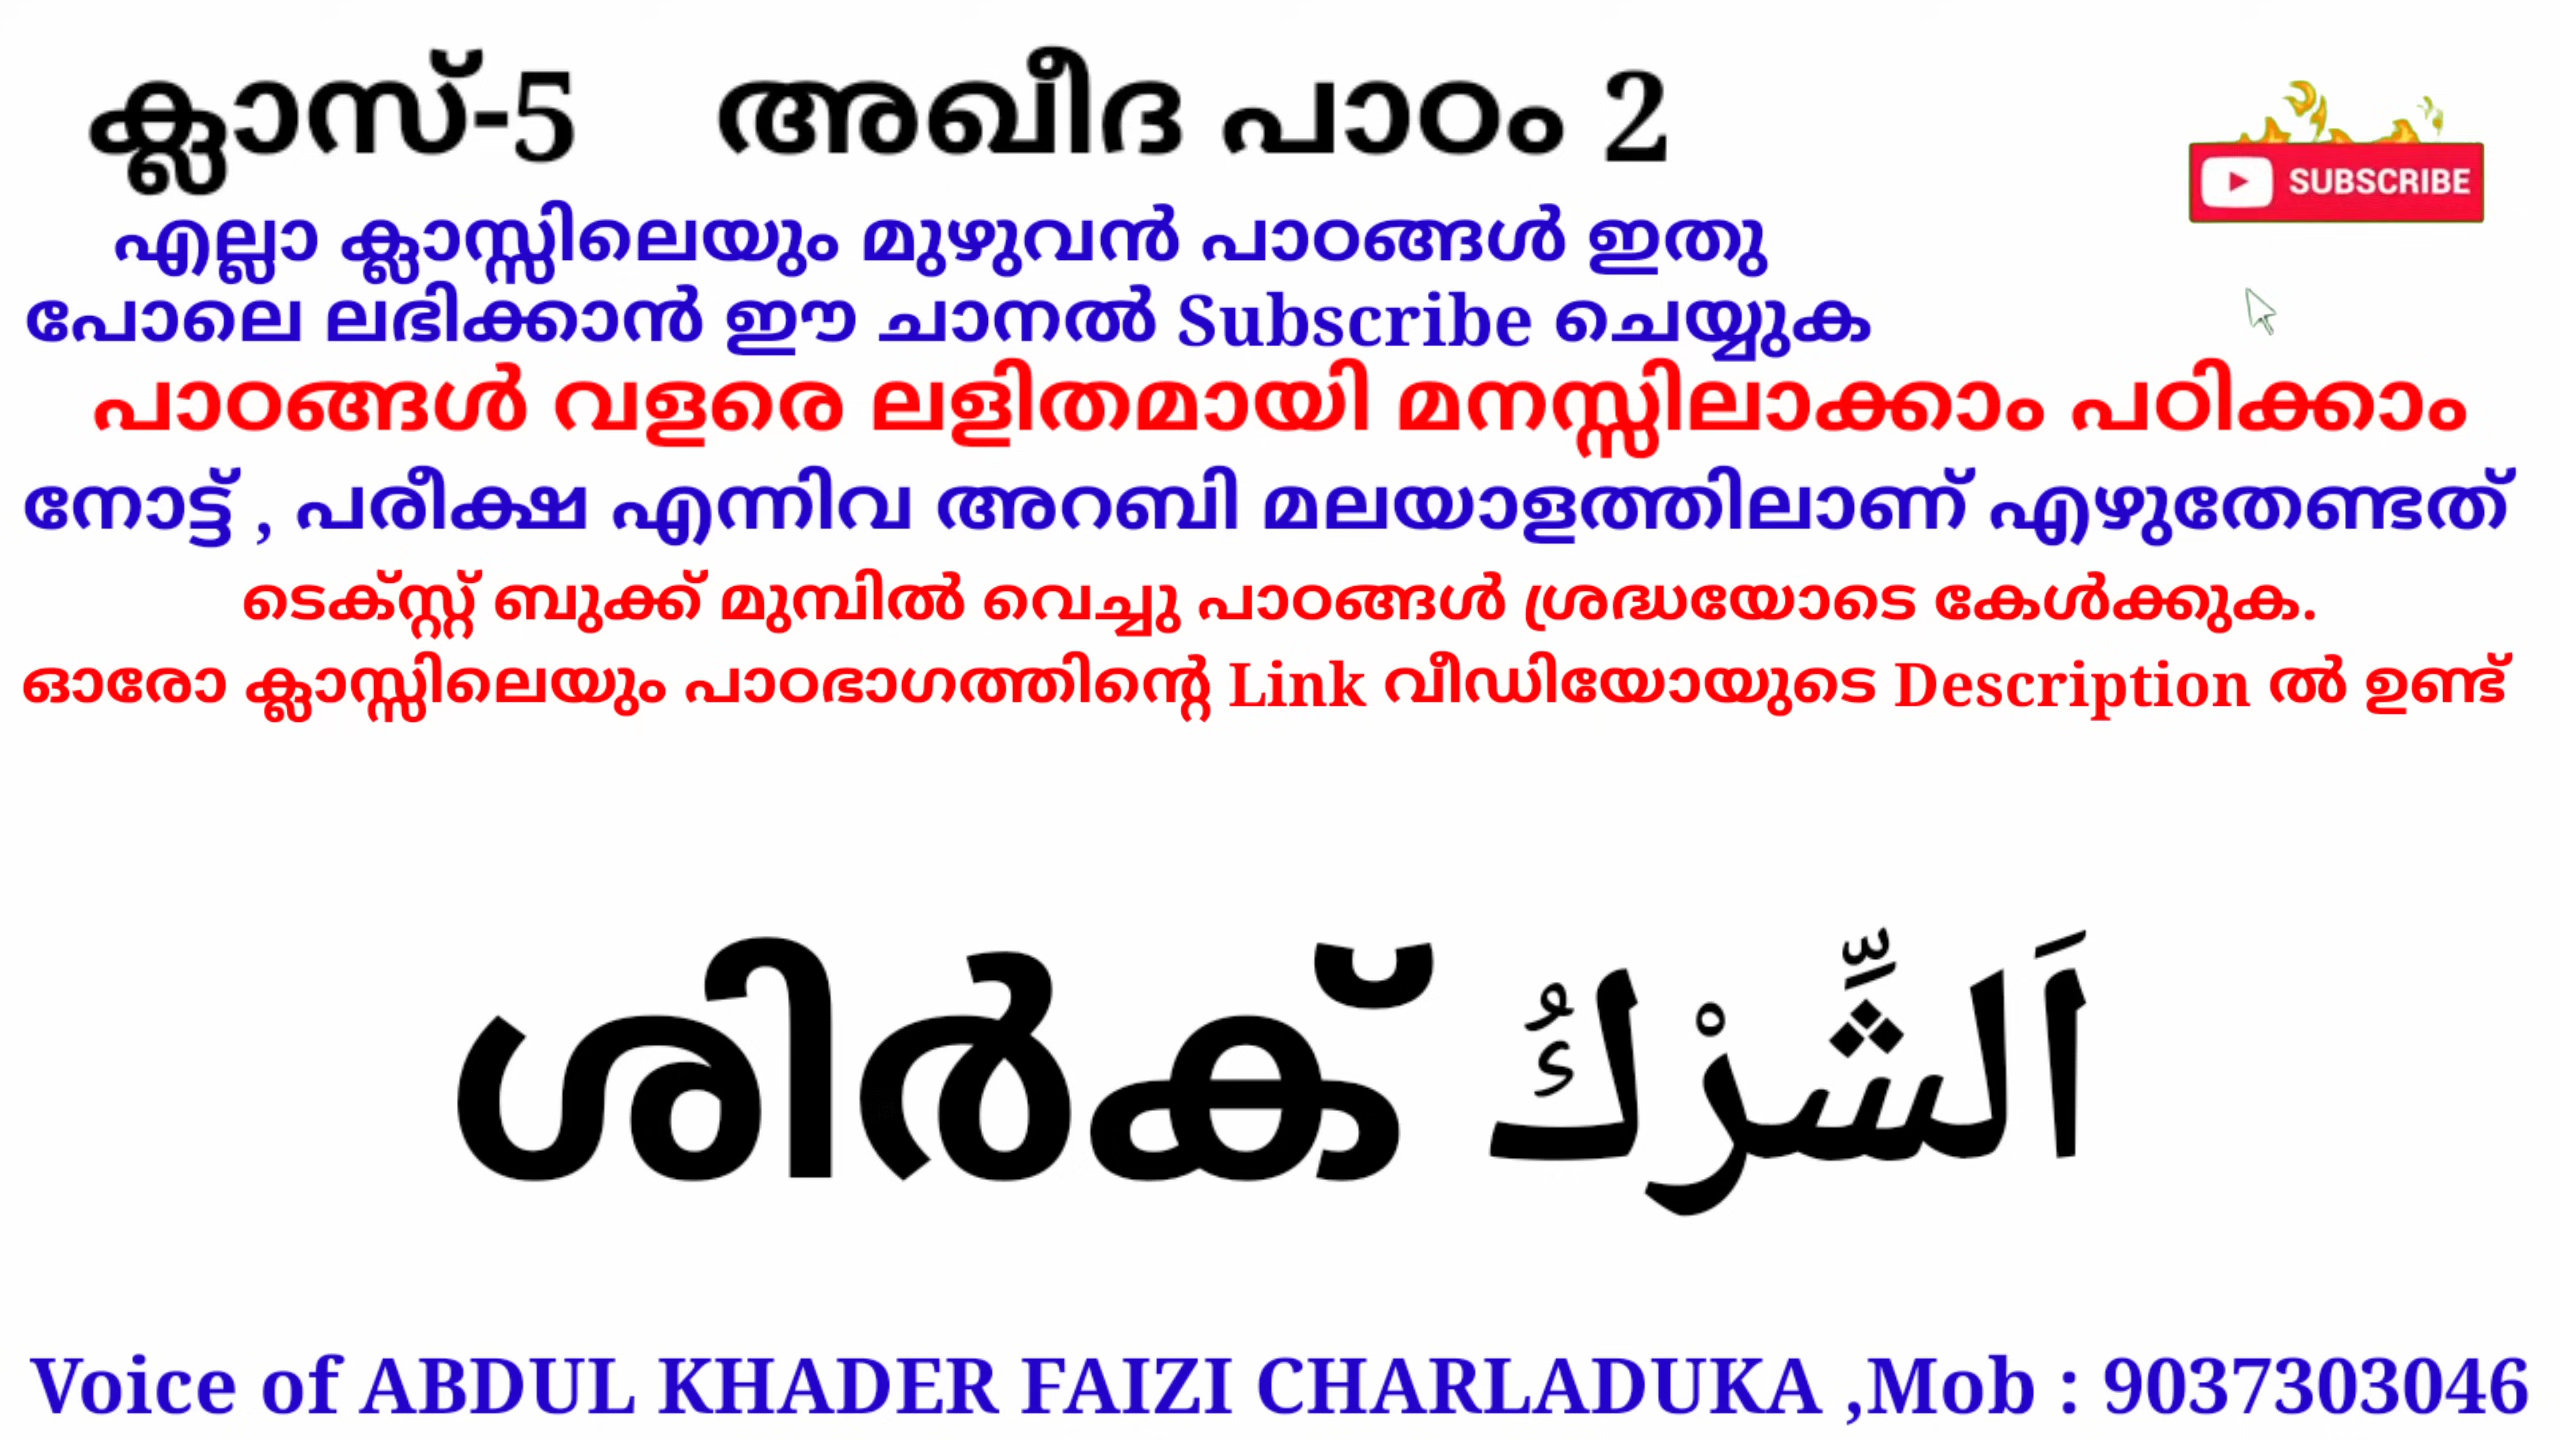 ക്ലാസ്-5 അഖീദ പാഠം 2
SUBSCRIBE
എല്ലാ ക്ലാസ്സിലെയും മുഴുവൻ പാഠങ്ങൾ ഇതു
പോലെ ലഭിക്കാൻ ഈ ചാനൽ Subscribe ചെയ്യുക
പാഠങ്ങൾ വളരെ ലളിതമായി മനസ്സിലാക്കാം പഠിക്കാം
നോട്ട് , പരീക്ഷ എന്നിവ അറബി മലയാളത്തിലാണ് എഴുതേണ്ടത്
ടെക്സ്റ്റ് ബുക്ക് മുമ്പിൽ വെച്ചു പാഠങ്ങൾ ശ്രദ്ധയോടെ കേൾക്കുക.
ഓരോ ക്ലാസ്സിലെയും പാഠഭാഗത്തിന്റെ Link വീഡിയോയുടെ Description ൽ ഉണ്ട്
ശിർക് اَلشِّرْكُ
Voice of ABDUL KHADER FAIZI CHARLADUKA ,Mob : 9037303046